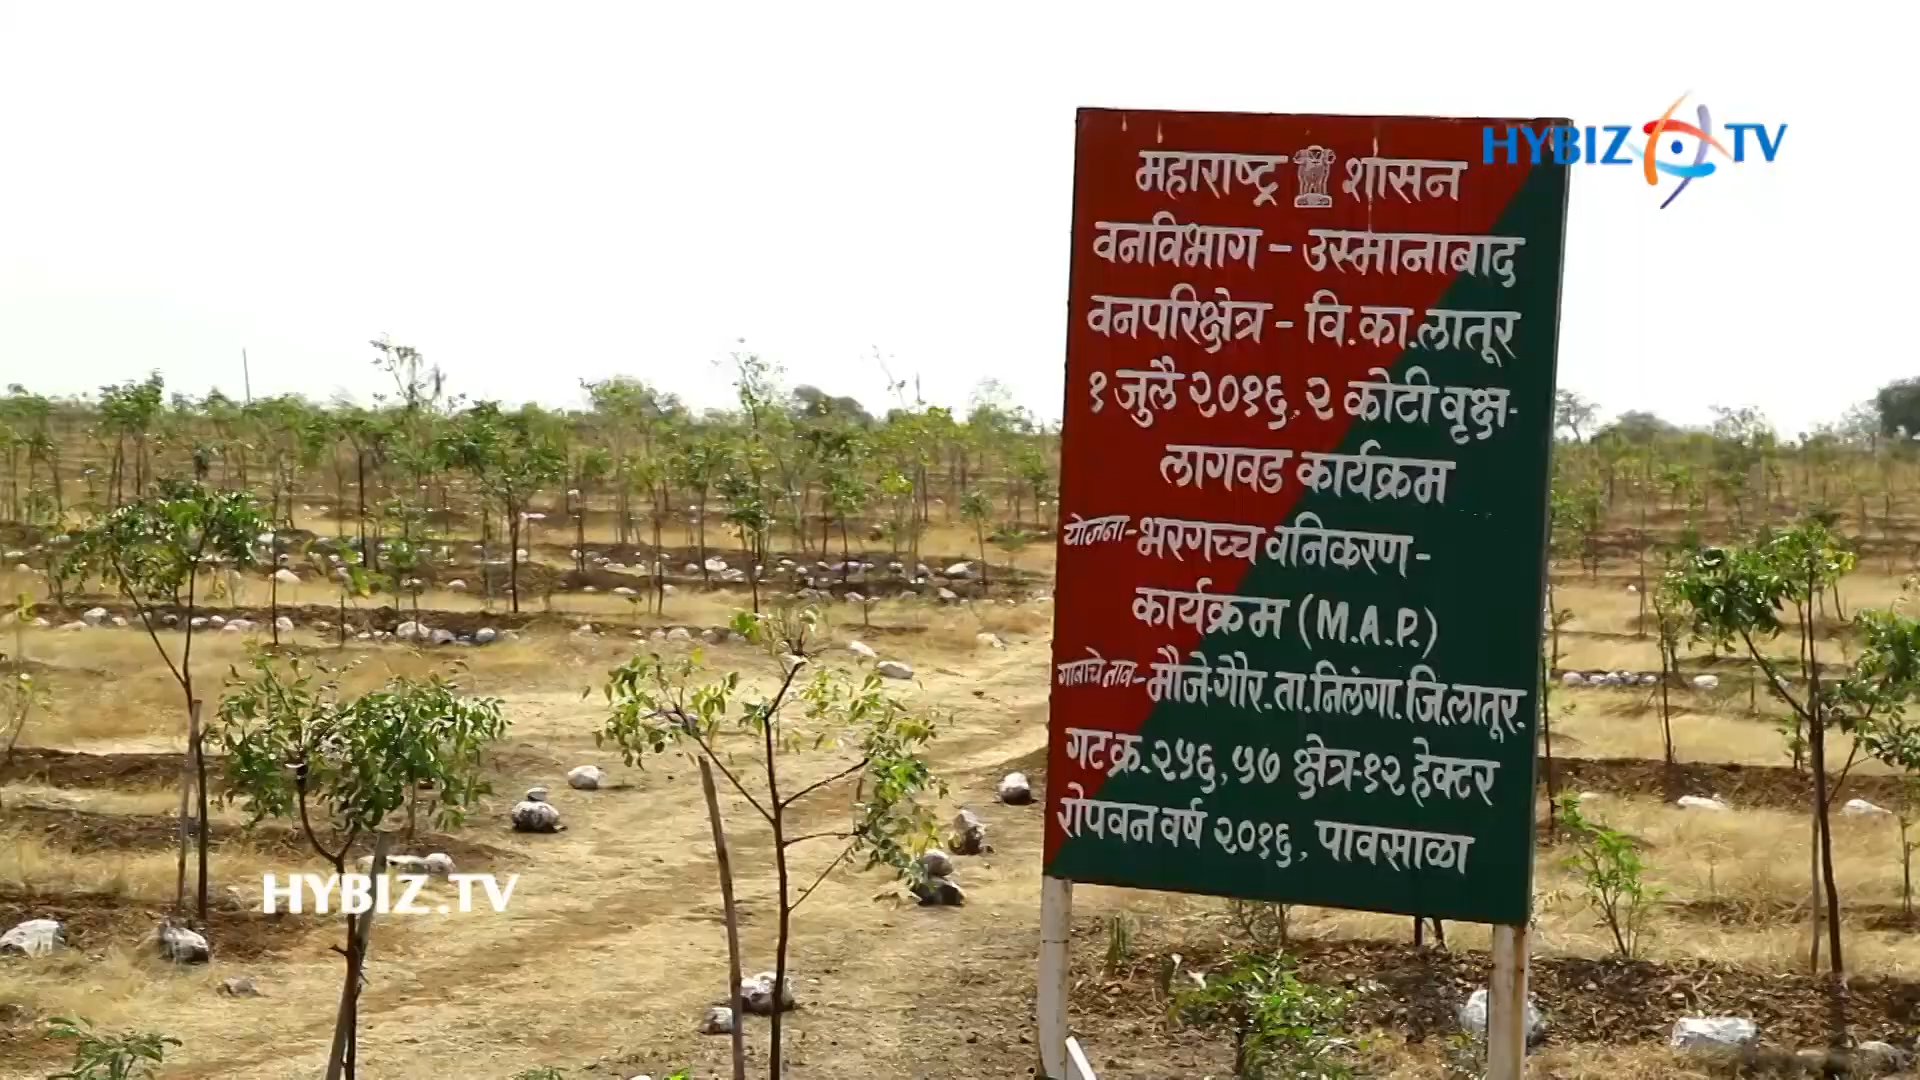 HYBIZ TV
महाराष्ट्र शासन
वनविभाग - उस्मानाबाद
वनपरिक्षेत्र - वि.का.लातूर
१ जुलै २०१६, २ कोटी वृक्ष-
लागवड कार्यक्रम
योजना- भरगच्च वनिकरण -
कार्यक्रम (M.A.P.)
गावाचे नाव- मौजे-गौर. ता.निलंगा. जि.लातूर.
गट क्र. २५६, ५७ क्षेत्र-१२ हेक्टर
रोपवन वर्ष २०१६, पावसाळा
HYBIZ.TV